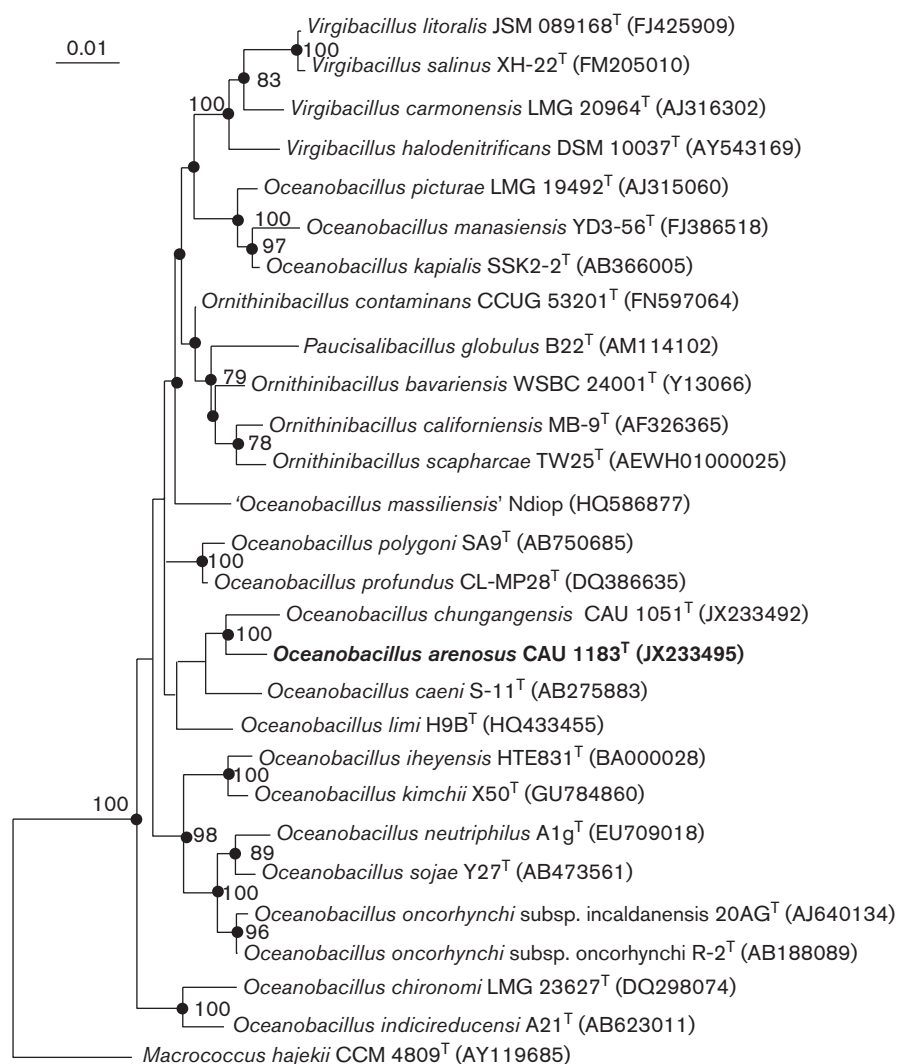 Virgibacillus litoralis JSM 089168T (FJ425909)
0.01
100
Virgibacillus salinus XH-22T (FM205010)
83
100
Virgibacillus carmonensis LMG 20964T (AJ316302)
Virgibacillus halodenitrificans DSM 10037T (AY543169)
Oceanobacillus picturae LMG 19492T (AJ315060)
100
Oceanobacillus manasiensis YD3-56T (FJ386518)
97
Oceanobacillus kapialis SSK2-2T (AB366005)
Ornithinibacillus contaminans CCUG 53201T (FN597064)
Paucisalibacillus globulus B22T (AM114102)
79
Ornithinibacillus bavariensis WSBC 24001T (Y13066)
Ornithinibacillus californiensis MB-9T (AF326365)
78
Ornithinibacillus scapharcae TW25T (AEWH01000025)
'Oceanobacillus massiliensis' Ndiop (HQ586877)
Oceanobacillus polygoni SA9T (AB750685)
100
Oceanobacillus profundus CL-MP28T (DQ386635)
Oceanobacillus chungangensis CAU 1051T (JX233492)
100
Oceanobacillus arenosus CAU 1183T (JX233495)
Oceanobacillus caeni S-11T (AB275883)
Oceanobacillus limi H9BT (HQ433455)
Oceanobacillus iheyensis HTE831T (BA000028)
100
Oceanobacillus kimchii X50T (GU784860)
100
98
Oceanobacillus neutriphilus A1gT (EU709018)
89
Oceanobacillus sojae Y27T (AB473561)
100
Oceanobacillus oncorhynchi subsp. incaldanensis 20AGT (AJ640134)
96
Oceanobacillus oncorhynchi subsp. oncorhynchi R-2T (AB188089)
Oceanobacillus chironomi LMG 23627T (DQ298074)
100
Oceanobacillus indicireducensi A21T (AB623011)
Macrococcus hajekii CCM 4809T (AY119685)